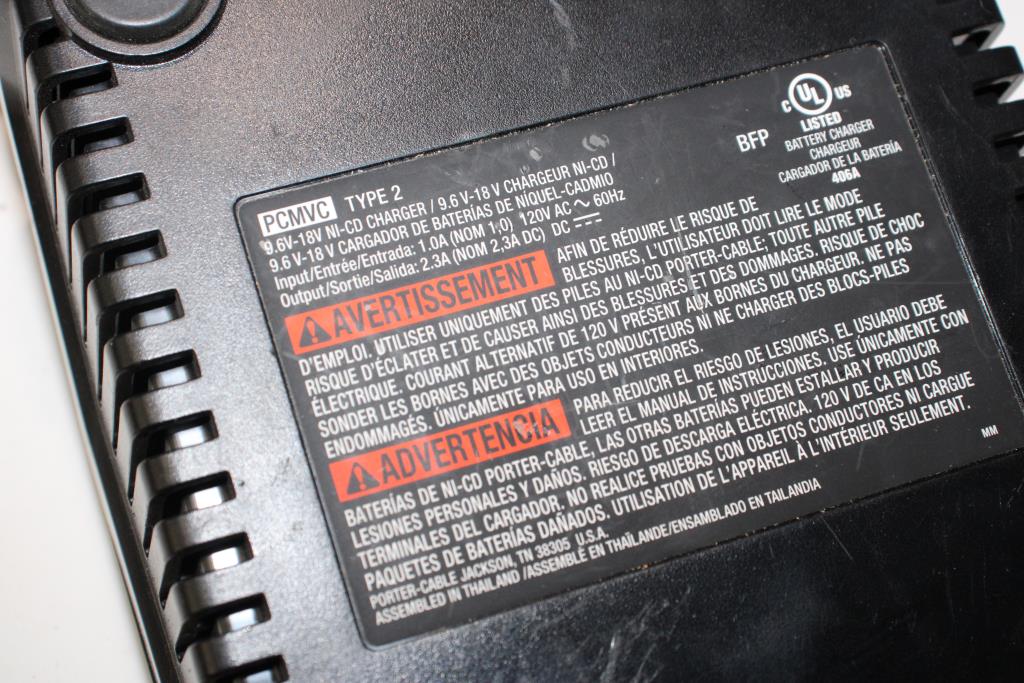 PCMVC TYPE 2
9.6V-18V NI-CD CHARGER / 9.6 V-18 V CHARGEUR NI-CD /
9.6 V-18 V CARGADOR DE BATERÍAS DE NÍQUEL-CADMIO
Input/Entrée/Entrada: 1.0A (NOM 1.0) 120V AC ~ 60Hz
Output/Sortie/Salida: 2.3A (NOM 2.3A DC) DC ⎓
BFP
C UL US
LISTED
BATTERY CHARGER
CHARGEUR
CARGADOR DE LA BATERÍA
406A
AVERTISSEMENT AFIN DE RÉDUIRE LE RISQUE DE
BLESSURES, L'UTILISATEUR DOIT LIRE LE MODE
D'EMPLOI. UTILISER UNIQUEMENT DES PILES AU NI-CD PORTER-CABLE; TOUTE AUTRE PILE
RISQUE D'ÉCLATER ET DE CAUSER AINSI DES BLESSURES ET DES DOMMAGES. RISQUE DE CHOC
ÉLECTRIQUE. COURANT ALTERNATIF DE 120 V PRÉSENT AUX BORNES DU CHARGEUR. NE PAS
SONDER LES BORNES AVEC DES OBJETS CONDUCTEURS NI NE CHARGER DES BLOCS-PILES
ENDOMMAGÉS. ÚNICAMENTE PARA USO EN INTERIORES.
ADVERTENCIA PARA REDUCIR EL RIESGO DE LESIONES, EL USUARIO DEBE
LEER EL MANUAL DE INSTRUCCIONES. USE ÚNICAMENTE CON
BATERÍAS DE NI-CD PORTER-CABLE, LAS OTRAS BATERÍAS PUEDEN ESTALLAR Y PRODUCIR
LESIONES PERSONALES Y DAÑOS. RIESGO DE DESCARGA ELÉCTRICA. 120 V DE CA EN LOS
TERMINALES DEL CARGADOR. NO REALICE PRUEBAS CON OBJETOS CONDUCTORES NI CARGUE
PAQUETES DE BATERÍAS DAÑADOS. UTILISATION DE L'APPAREIL À L'INTÉRIEUR SEULEMENT.
PORTER-CABLE JACKSON, TN 38305 U.S.A.
ASSEMBLED IN THAILAND /ASSEMBLÉ EN THAÏLANDE/ENSAMBLADO EN TAILANDIA
MM